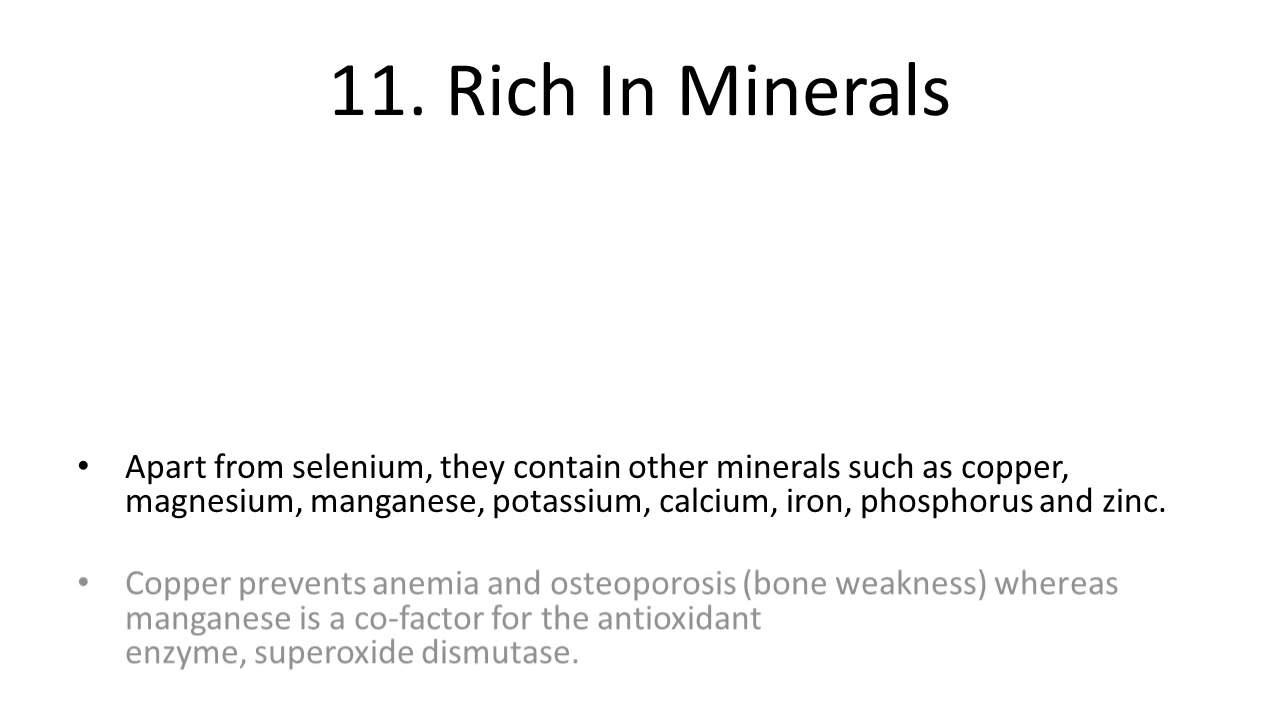 11. Rich In Minerals
• Apart from selenium, they contain other minerals such as copper,
magnesium, manganese, potassium, calcium, iron, phosphorus and zinc.
• Copper prevents anemia and osteoporosis (bone weakness) whereas
manganese is a co-factor for the antioxidant
enzyme, superoxide dismutase.